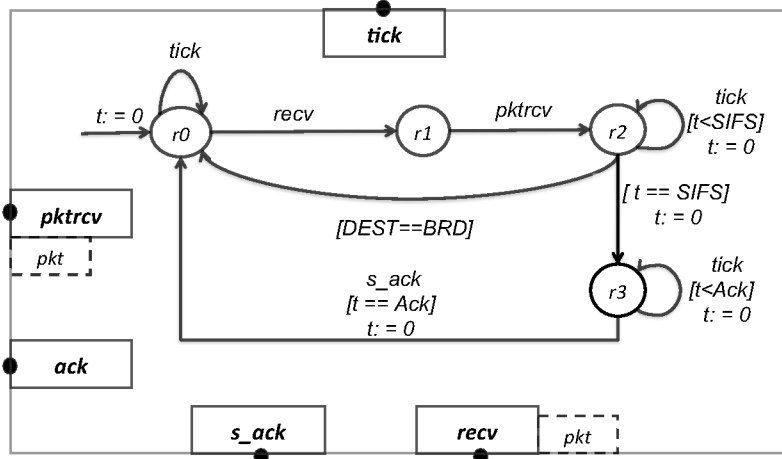 tick
tick
t: = 0
r0
recv
r1
pktrcv
r2
tick
[t<SIFS]
t: = 0
pktrcv
pkt
[DEST==BRD]
[ t == SIFS]
t: = 0
s_ack
[t == Ack]
t: = 0
r3
tick
[t<Ack]
t: = 0
ack
s_ack
recv
pkt